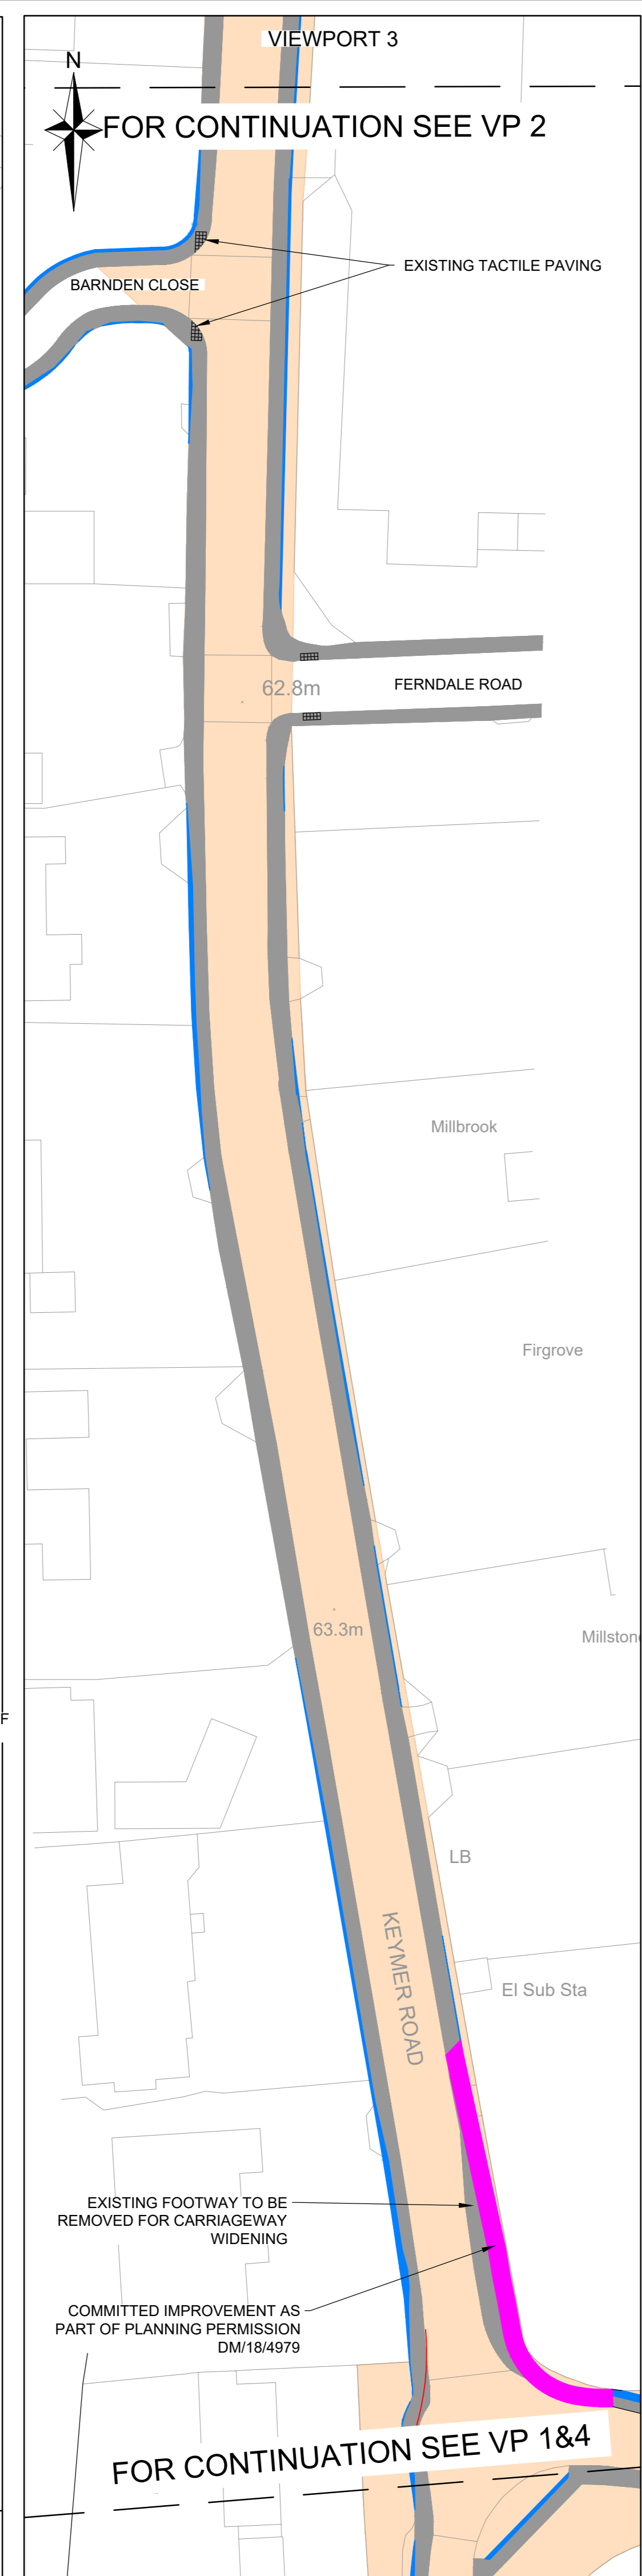 VIEWPORT 3
N
FOR CONTINUATION SEE VP 2
EXISTING TACTILE PAVING
BARNDEN CLOSE
62.8m
FERNDALE ROAD
Millbrook
Firgrove
63.3m
Millston
F
LB
KEYMER ROAD
El Sub Sta
EXISTING FOOTWAY TO BE
REMOVED FOR CARRIAGEWAY
WIDENING
COMMITTED IMPROVEMENT AS
PART OF PLANNING PERMISSION
DM/18/4979
FOR CONTINUATION SEE VP 1&4